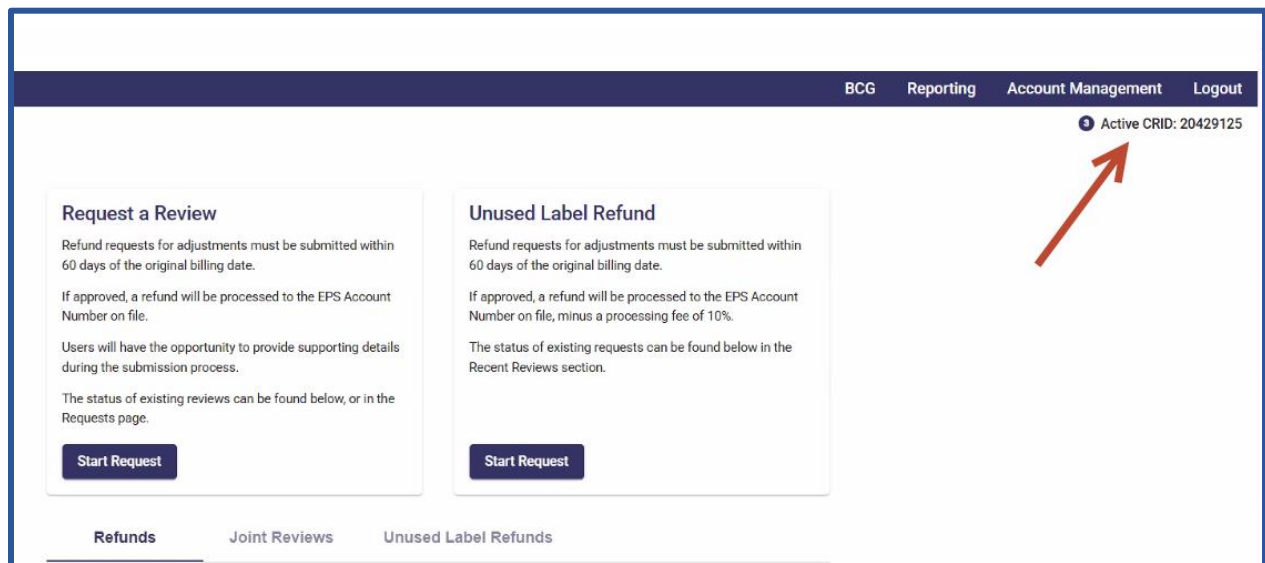 BCG Reporting Account Management Logout
3 Active CRID: 20429125
Request a Review
Refund requests for adjustments must be submitted within
60 days of the original billing date.
If approved, a refund will be processed to the EPS Account
Number on file.
Users will have the opportunity to provide supporting details
during the submission process.
The status of existing reviews can be found below, or in the
Requests page.
Start Request
Unused Label Refund
Refund requests for adjustments must be submitted within
60 days of the original billing date.
If approved, a refund will be processed to the EPS Account
Number on file, minus a processing fee of 10%.
The status of existing requests can be found below in the
Recent Reviews section.
Start Request
Refunds Joint Reviews Unused Label Refunds